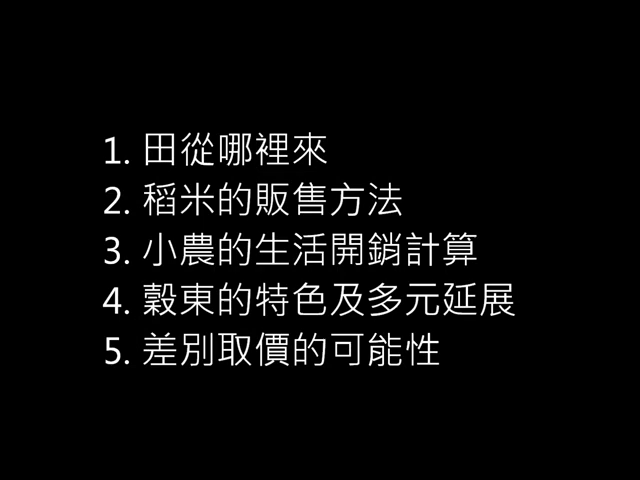 1. 田從哪裡來
2. 稻米的販售方法
3. 小農的生活開銷計算
4. 穀東的特色及多元延展
5. 差別取價的可能性